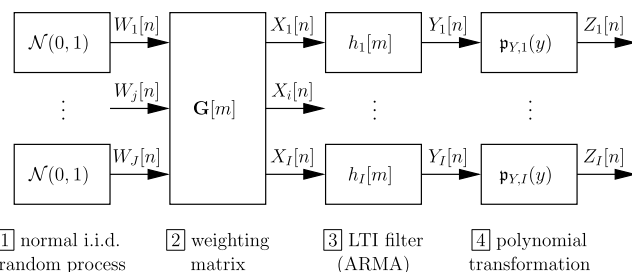 W₁[n] X₁[n] Y₁[n] Z₁[n]
𝒩(0, 1) h₁[m] 𝔭_{Y,1}(y)
W_j[n] X_i[n]
⋮ G[m] ⋮ ⋮
W_J[n] X_I[n] Y_I[n] Z_I[n]
𝒩(0, 1) h_I[m] 𝔭_{Y,I}(y)
1 normal i.i.d. 2 weighting 3 LTI filter 4 polynomial
random process matrix (ARMA) transformation